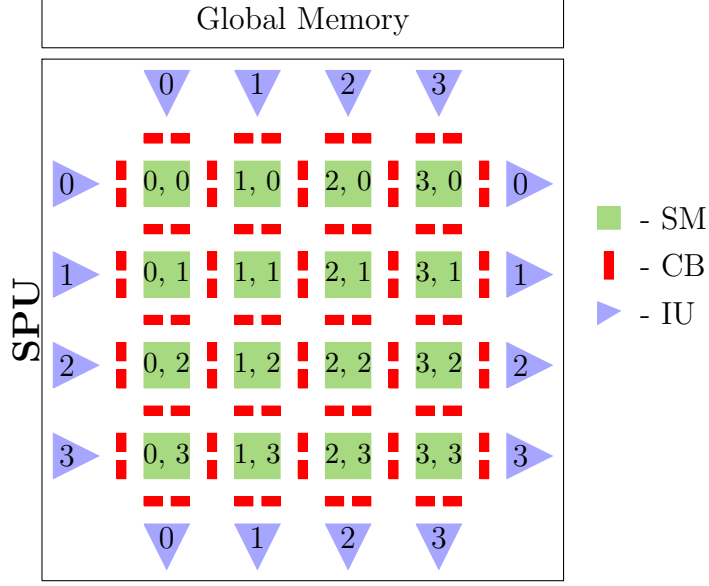 Global Memory
0 1 2 3
0 0, 0 1, 0 2, 0 3, 0 0
1 0, 1 1, 1 2, 1 3, 1 1
2 0, 2 1, 2 2, 2 3, 2 2
3 0, 3 1, 3 2, 3 3, 3 3
0 1 2 3
SPU
- SM
- CB
- IU